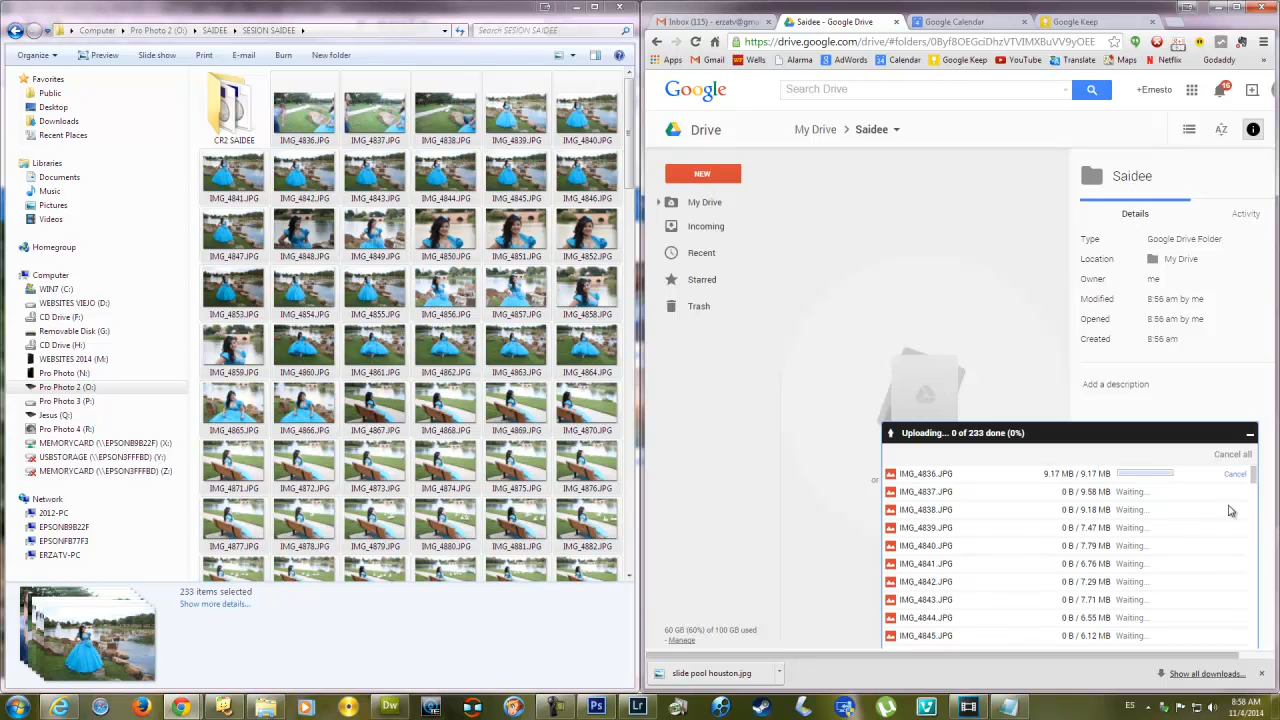 Computer ▸ Pro Photo 2 (O:) ▸ SAIDEE ▸ SESION SAIDEE ▸
Search SESION SAIDEE
Organize
Preview
Slide show
Print
E-mail
Burn
New folder
Favorites
Public
Desktop
Downloads
Recent Places
Libraries
Documents
Music
Pictures
Videos
Homegroup
Computer
WIN7 (C:)
WEBSITES VIEJO (D:)
CD Drive (F:)
Removable Disk (G:)
CD Drive (H:)
WEBSITES 2014 (M:)
Pro Photo (N:)
Pro Photo 2 (O:)
Pro Photo 3 (P:)
Jesus (Q:)
Pro Photo 4 (R:)
MEMORYCARD (\\EPSONB9B22F) (X:)
USBSTORAGE (\\EPSON3FFFBD) (Y:)
MEMORYCARD (\\EPSON3FFFBD) (Z:)
Network
2012-PC
EPSONB9B22F
EPSONFB77F3
ERZATV-PC
CR2 SAIDEE IMG_4836.JPG IMG_4837.JPG IMG_4838.JPG IMG_4839.JPG IMG_4840.JPG
IMG_4841.JPG IMG_4842.JPG IMG_4843.JPG IMG_4844.JPG IMG_4845.JPG IMG_4846.JPG
IMG_4847.JPG IMG_4848.JPG IMG_4849.JPG IMG_4850.JPG IMG_4851.JPG IMG_4852.JPG
IMG_4853.JPG IMG_4854.JPG IMG_4855.JPG IMG_4856.JPG IMG_4857.JPG IMG_4858.JPG
IMG_4859.JPG IMG_4860.JPG IMG_4861.JPG IMG_4862.JPG IMG_4863.JPG IMG_4864.JPG
IMG_4865.JPG IMG_4866.JPG IMG_4867.JPG IMG_4868.JPG IMG_4869.JPG IMG_4870.JPG
IMG_4871.JPG IMG_4872.JPG IMG_4873.JPG IMG_4874.JPG IMG_4875.JPG IMG_4876.JPG
IMG_4877.JPG IMG_4878.JPG IMG_4879.JPG IMG_4880.JPG IMG_4881.JPG IMG_4882.JPG
233 items selected
Show more details...
Inbox (115) - erzatv@gm
Saidee - Google Drive
Google Calendar
Google Keep
https://drive.google.com/drive/#folders/0Byf8OEGciDhzVTVIMXBuVV9yOEE
Apps Gmail Wells Alarma AdWords Calendar Google Keep YouTube Translate Maps Netflix Godaddy
Google
Search Drive
+Ernesto
16
Drive
My Drive > Saidee
NEW
My Drive
Incoming
Recent
Starred
Trash
60 GB (60%) of 100 GB used
- Manage
or
Saidee
Details Activity
Type Google Drive Folder
Location My Drive
Owner me
Modified 8:56 am by me
Opened 8:56 am by me
Created 8:56 am
Add a description
Uploading... 0 of 233 done (0%)
Cancel all
IMG_4836.JPG 9.17 MB / 9.17 MB Cancel
IMG_4837.JPG 0 B / 9.58 MB Waiting...
IMG_4838.JPG 0 B / 9.18 MB Waiting...
IMG_4839.JPG 0 B / 7.47 MB Waiting...
IMG_4840.JPG 0 B / 7.79 MB Waiting...
IMG_4841.JPG 0 B / 6.76 MB Waiting...
IMG_4842.JPG 0 B / 7.29 MB Waiting...
IMG_4843.JPG 0 B / 7.71 MB Waiting...
IMG_4844.JPG 0 B / 6.55 MB Waiting...
IMG_4845.JPG 0 B / 6.12 MB Waiting...
slide pool houston.jpg
Show all downloads...
Dw
Ps
Lr
ES
8:58 AM
11/4/2014